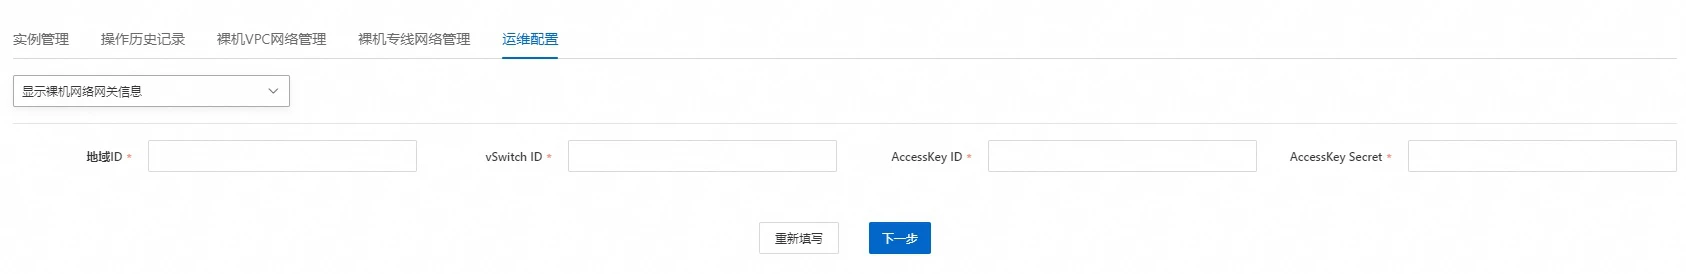 实例管理 操作历史记录 裸机VPC网络管理 裸机专线网络管理 运维配置
显示裸机网络网关信息
地域ID * vSwitch ID * AccessKey ID * AccessKey Secret *
重新填写 下一步